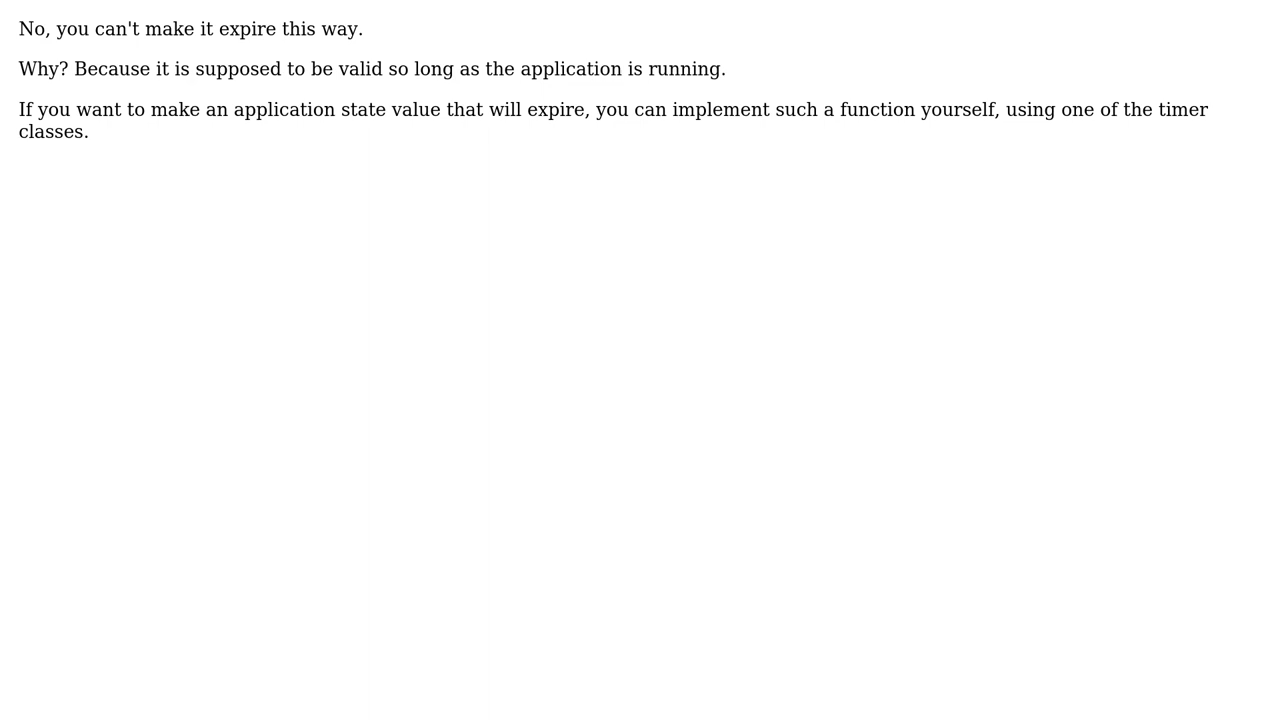 No, you can't make it expire this way.
Why? Because it is supposed to be valid so long as the application is running.
If you want to make an application state value that will expire, you can implement such a function yourself, using one of the timer
classes.